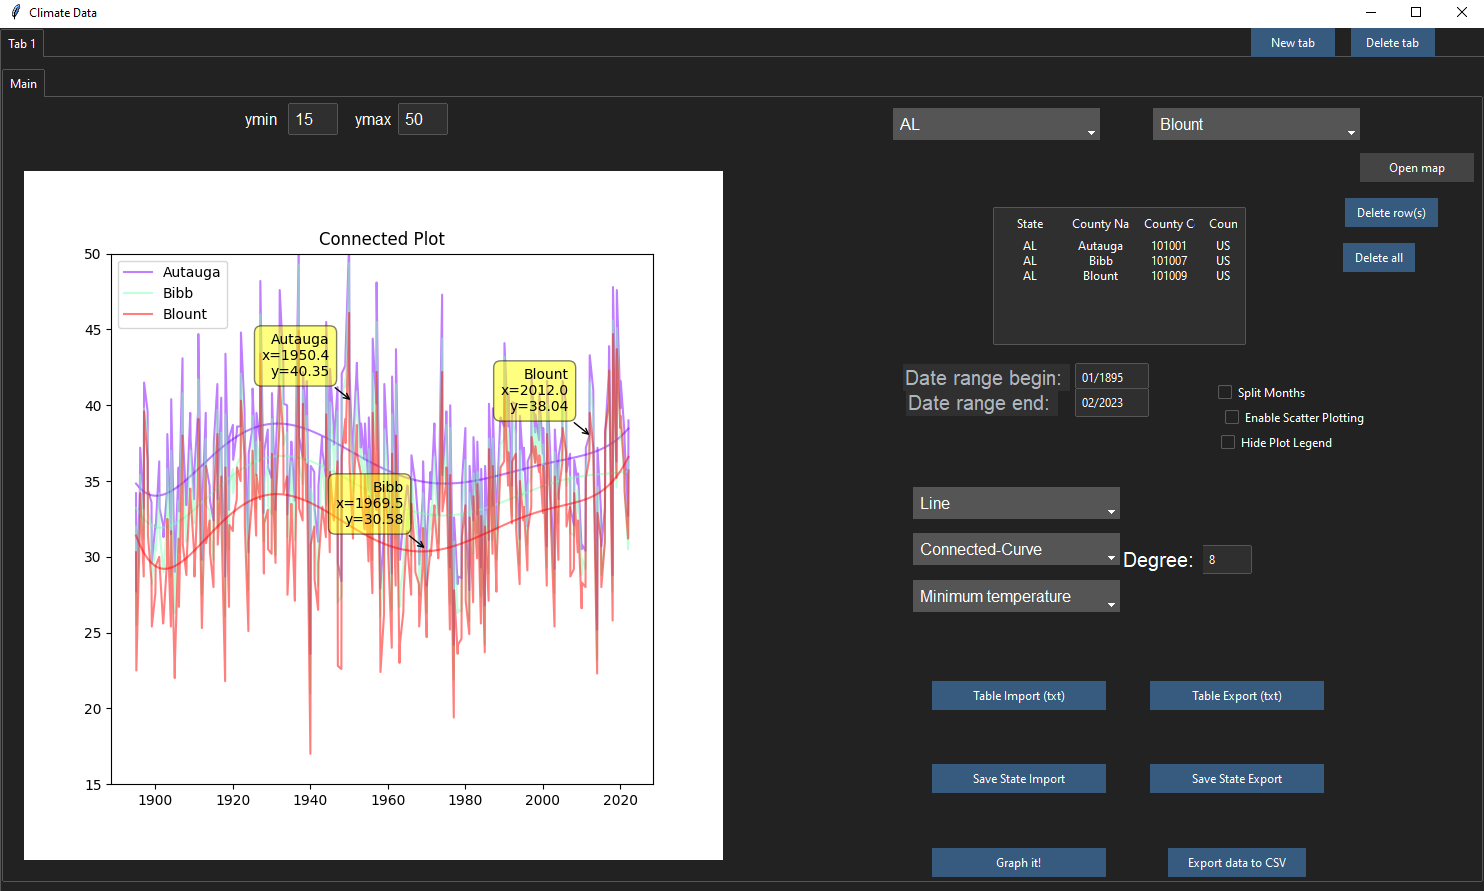 Climate Data
Tab 1
New tab
Delete tab
Main
ymin 15 ymax 50
AL
Blount
Open map
Delete row(s)
Delete all
State County Na County C Coun
AL Autauga 101001 US
AL Bibb 101007 US
AL Blount 101009 US
Connected Plot
Autauga
Bibb
Blount
Autauga
x=1950.4
y=40.35
Blount
x=2012.0
y=38.04
Bibb
x=1969.5
y=30.58
50
45
40
35
30
25
20
15
1900 1920 1940 1960 1980 2000 2020
Date range begin: 01/1895
Date range end: 02/2023
Split Months
Enable Scatter Plotting
Hide Plot Legend
Line
Connected-Curve
Degree: 8
Minimum temperature
Table Import (txt)
Table Export (txt)
Save State Import
Save State Export
Graph it!
Export data to CSV